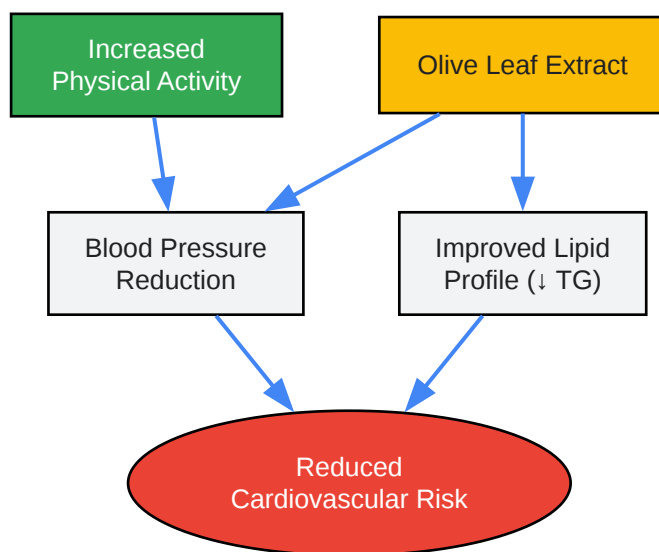 Increased
Physical Activity
Olive Leaf Extract
Blood Pressure
Reduction
Improved Lipid
Profile (↓ TG)
Reduced
Cardiovascular Risk